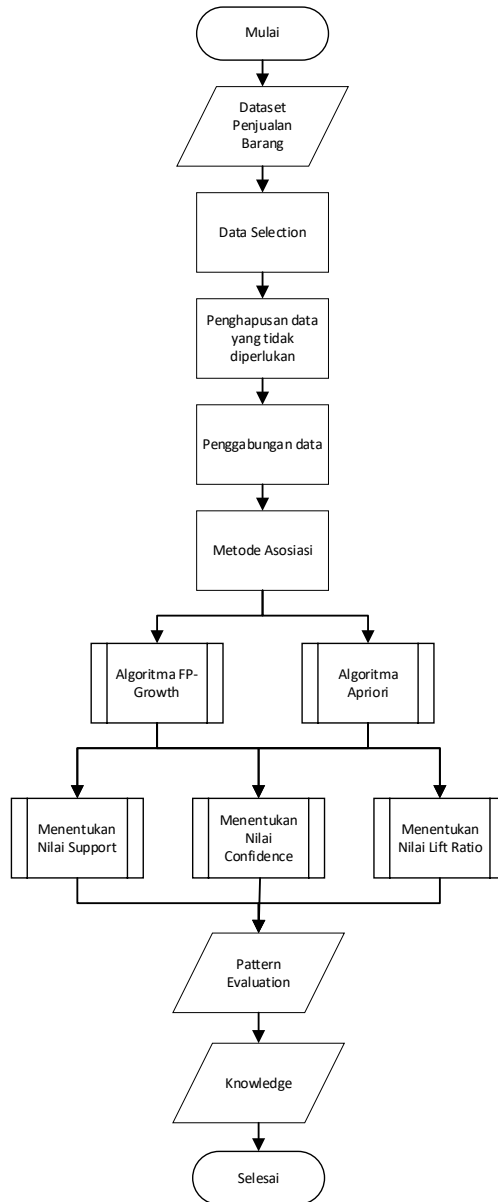 Mulai
Dataset
Penjualan
Barang
Data Selection
Penghapusan data
yang tidak
diperlukan
Penggabungan data
Metode Asosiasi
Algoritma FP-
Growth
Algoritma
Apriori
Menentukan
Nilai Support
Menentukan
Nilai
Confidence
Menentukan
Nilai Lift Ratio
Pattern
Evaluation
Knowledge
Selesai